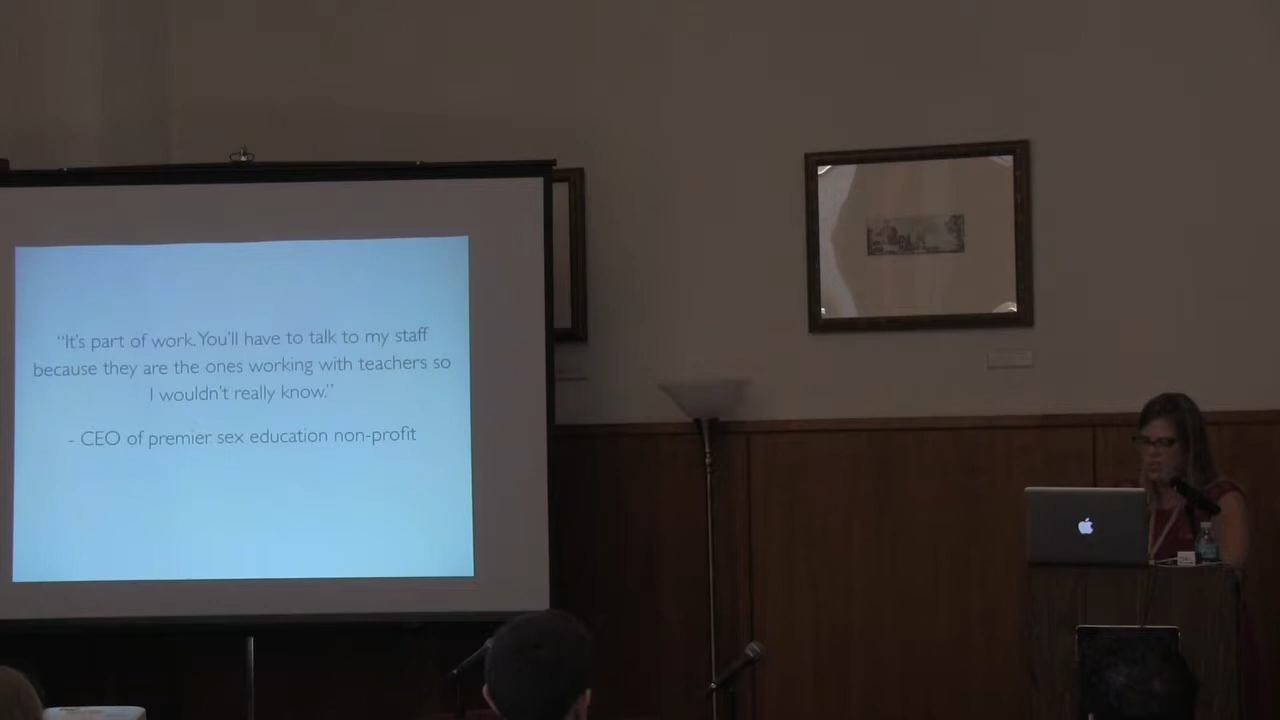 “It’s part of work. You’ll have to talk to my staff
because they are the ones working with teachers so
I wouldn’t really know.”
- CEO of premier sex education non-profit